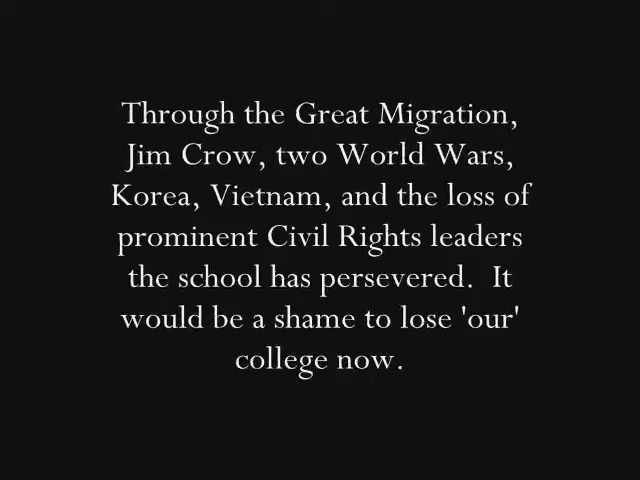 Through the Great Migration,
Jim Crow, two World Wars,
Korea, Vietnam, and the loss of
prominent Civil Rights leaders
the school has persevered.  It
would be a shame to lose 'our'
college now.